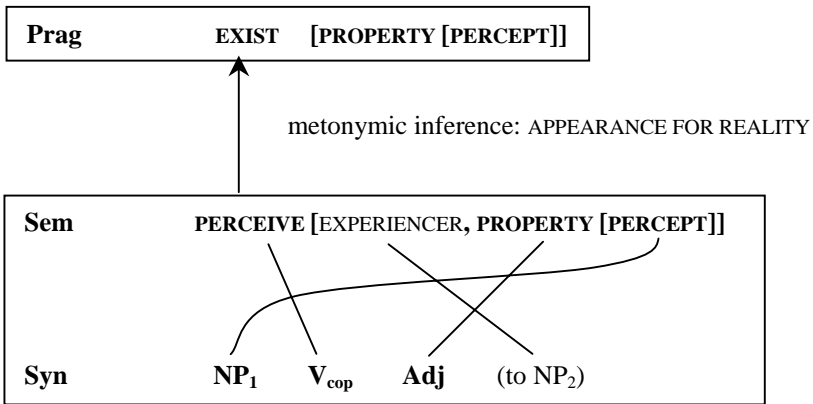 Prag EXIST [PROPERTY [PERCEPT]]
metonymic inference: APPEARANCE FOR REALITY
Sem PERCEIVE [EXPERIENCER, PROPERTY [PERCEPT]]
Syn NP₁ V_cop Adj (to NP₂)